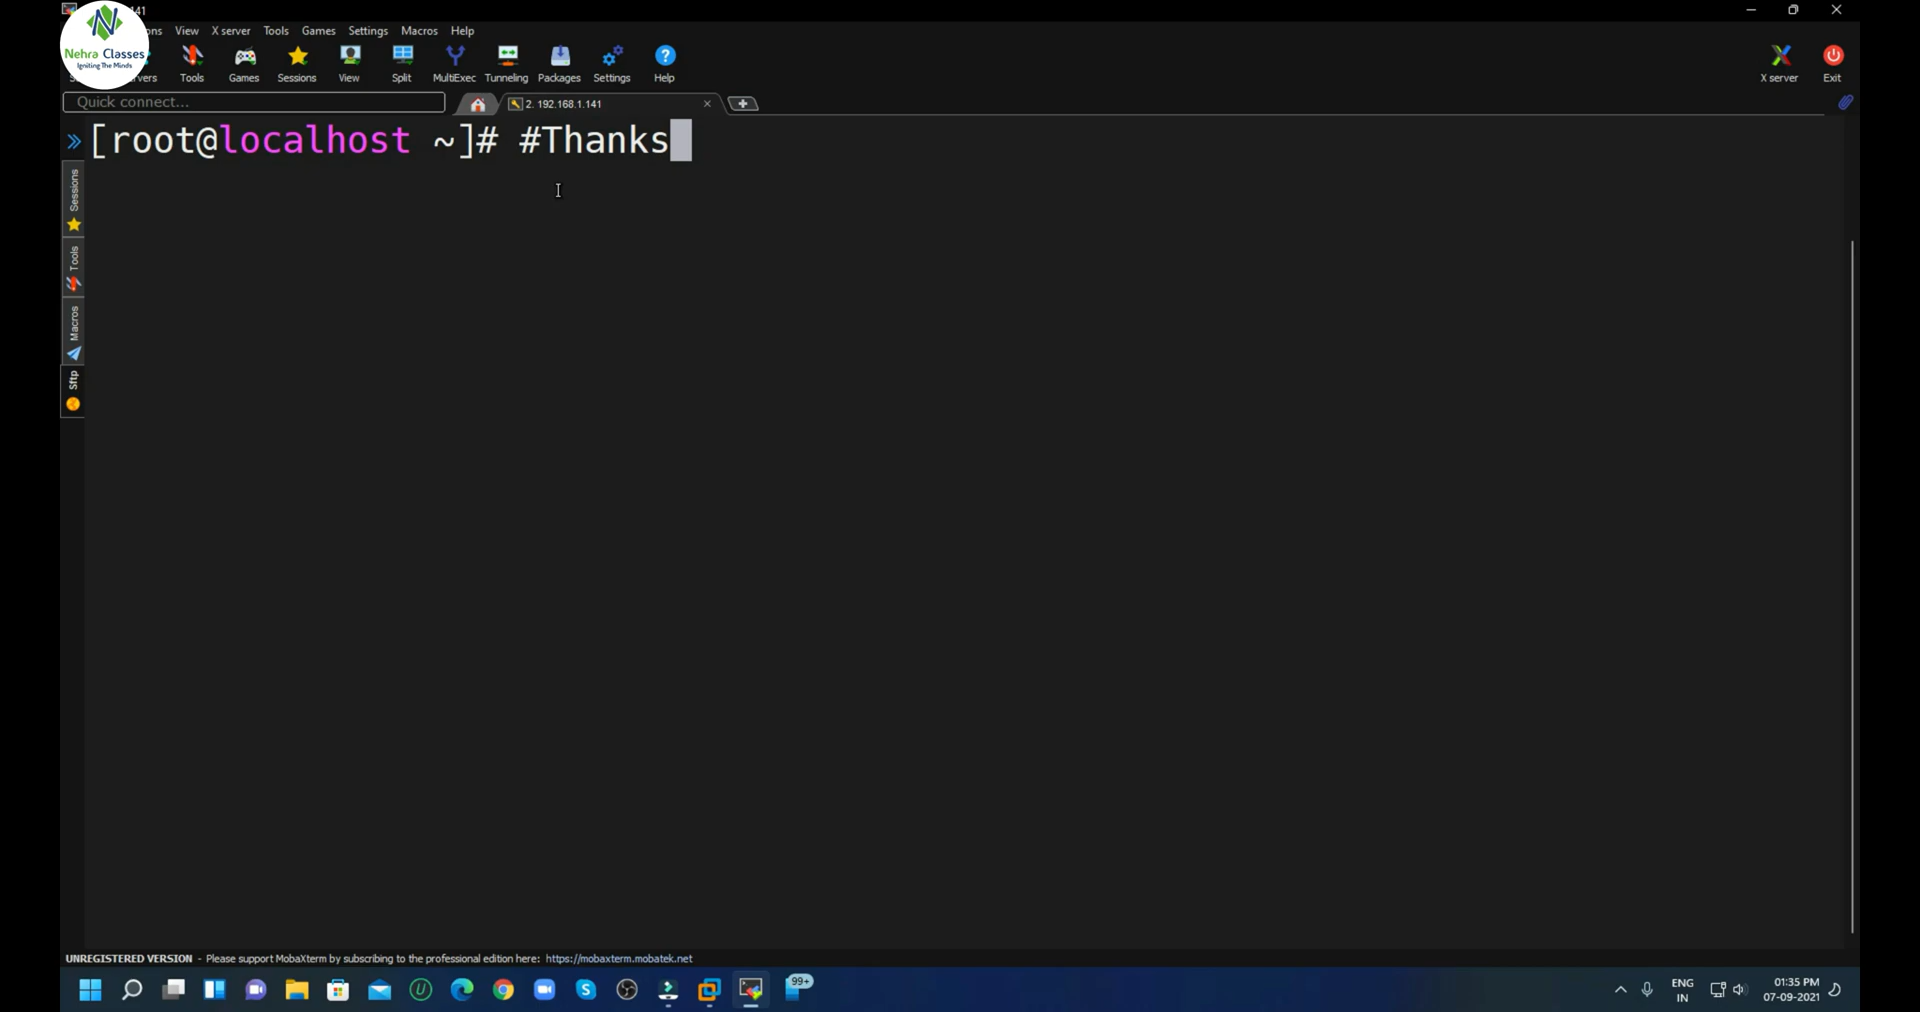 141
Nehra Classes
Igniting The Minds
ons View X server Tools Games Settings Macros Help
S rvers Tools Games Sessions View Split MultiExec Tunneling Packages Settings Help X server Exit
Quick connect...
2. 192.168.1.141
[root@localhost ~]# #Thanks
Sessions
Tools
Macros
Sftp
UNREGISTERED VERSION - Please support MobaXterm by subscribing to the professional edition here: https://mobaxterm.mobatek.net
99+
ENG
IN
01:35 PM
07-09-2021